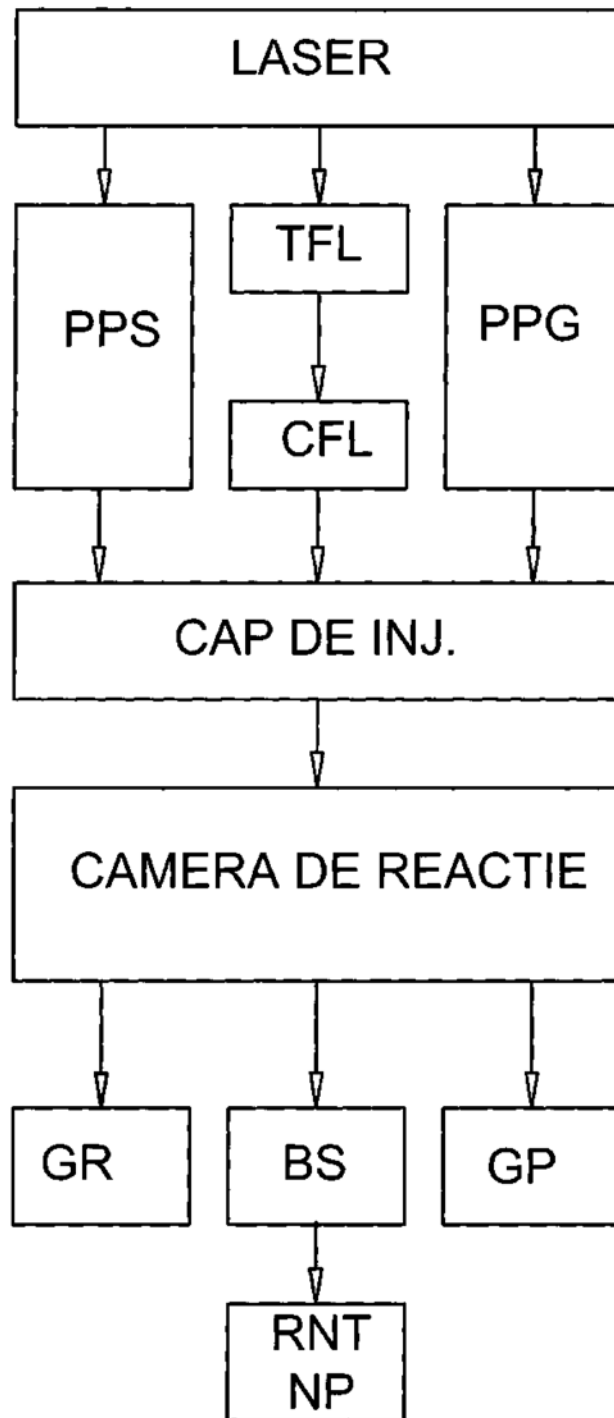 LASER
TFL
PPS
PPG
CFL
CAP DE INJ.
CAMERA DE REACTIE
GR
BS
GP
RNT
NP